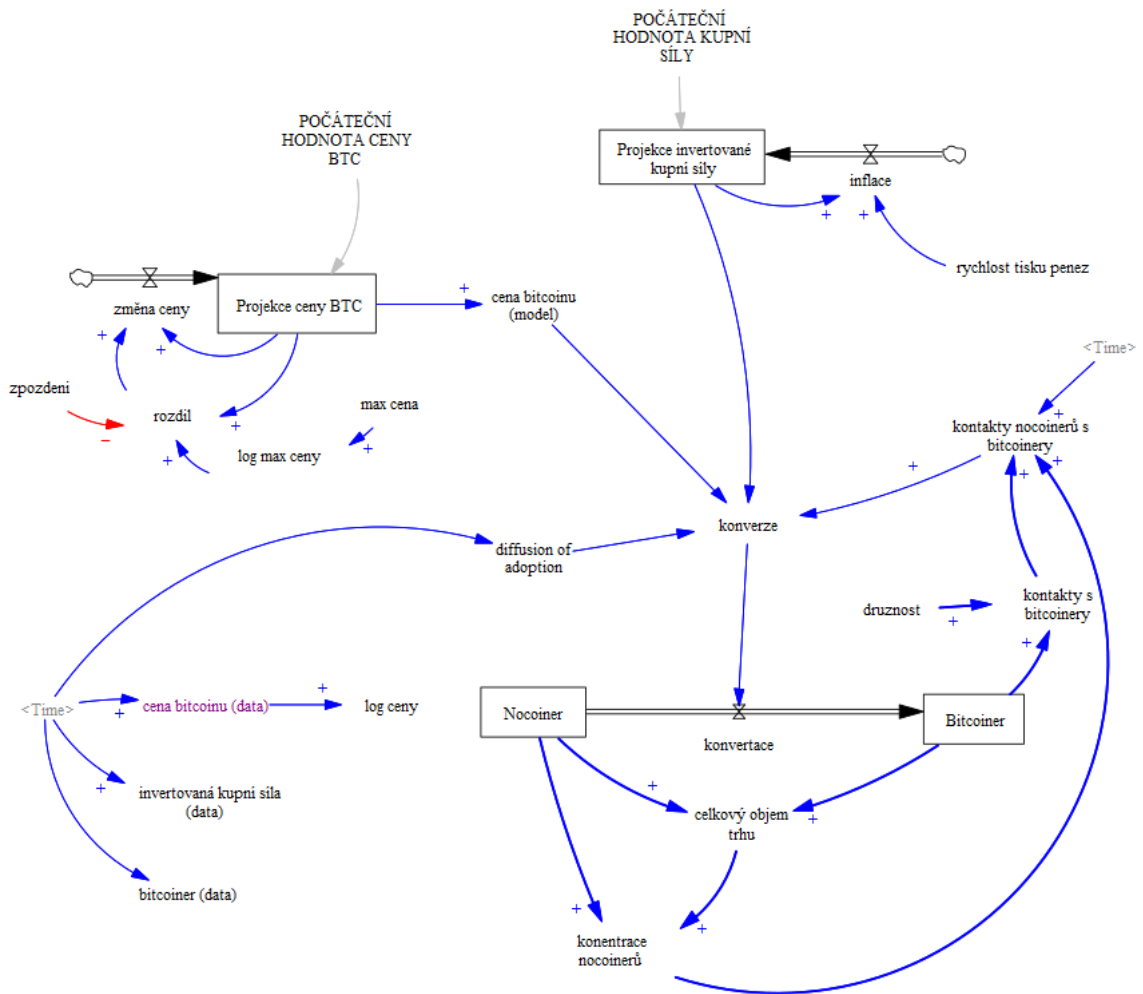 POČÁTEČNÍ
HODNOTA KUPNÍ
SÍLY
POČÁTEČNÍ
HODNOTA CENY
BTC
Projekce invertované
kupní síly
inflace
+
+
rychlost tisku penez
Projekce ceny BTC
změna ceny
+
+
+
cena bitcoinu
(model)
<Time>
zpozdeni
–
rozdíl
+
max cena
+
log max ceny
+
+
kontakty nocoinerů s
bitcoinery
+
+
+
konverze
diffusion of
adoption
druznost
+
kontakty s
bitcoinery
+
<Time>
+
cena bitcoinu (data)
+
log ceny
Nocoiner
Bitcoiner
konvertace
+
invertovaná kupní síla
(data)
+
celkový objem
trhu
+
bitcoiner (data)
+
+
konentrace
nocoinerů